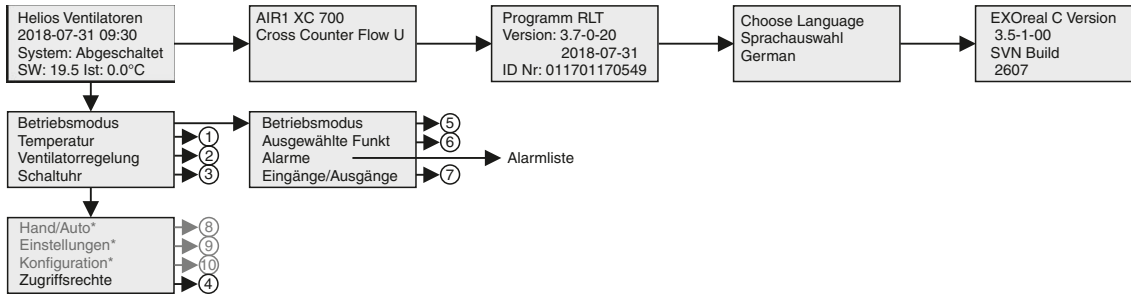 Helios Ventilatoren
2018-07-31 09:30
System: Abgeschaltet
SW: 19.5 Ist: 0.0°C
AIR1 XC 700
Cross Counter Flow U
Programm RLT
Version: 3.7-0-20
2018-07-31
ID Nr: 011701170549
Choose Language
Sprachauswahl
German
EXOreal C Version
3.5-1-00
SVN Build
2607
Betriebsmodus
Temperatur 1
Ventilatorregelung 2
Schaltuhr 3
Betriebsmodus 5
Ausgewählte Funkt 6
Alarme Alarmliste
Eingänge/Ausgänge 7
Hand/Auto* 8
Einstellungen* 9
Konfiguration* 10
Zugriffsrechte 4